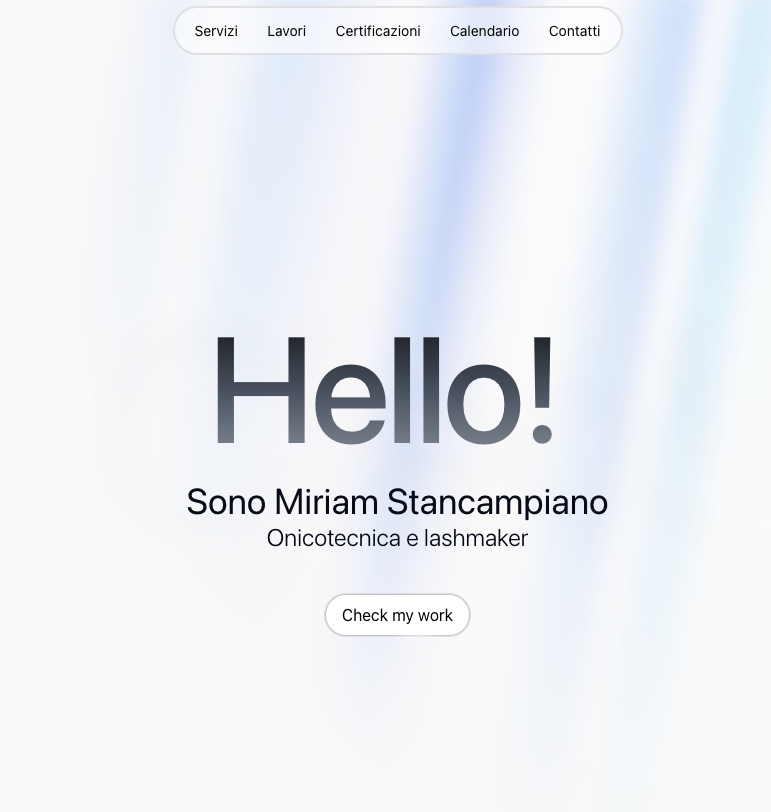 Servizi Lavori Certificazioni Calendario Contatti
Hello!
Sono Miriam Stancampiano
Onicotecnica e lashmaker
Check my work